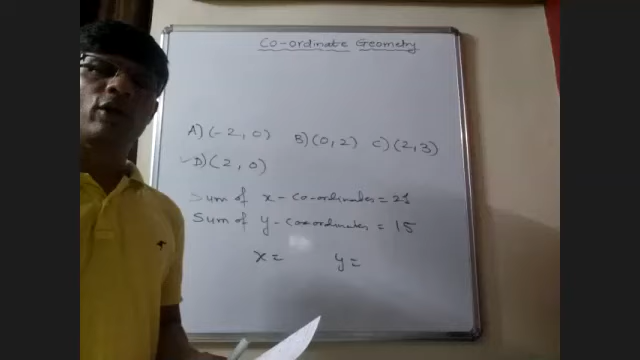 Co-ordinate Geometry
A) (-2, 0) B) (0, 2) C) (2, 3)
D) (2, 0)
Sum of x - co-ordinates = 21
Sum of y - co-ordinates = 15
x = y =